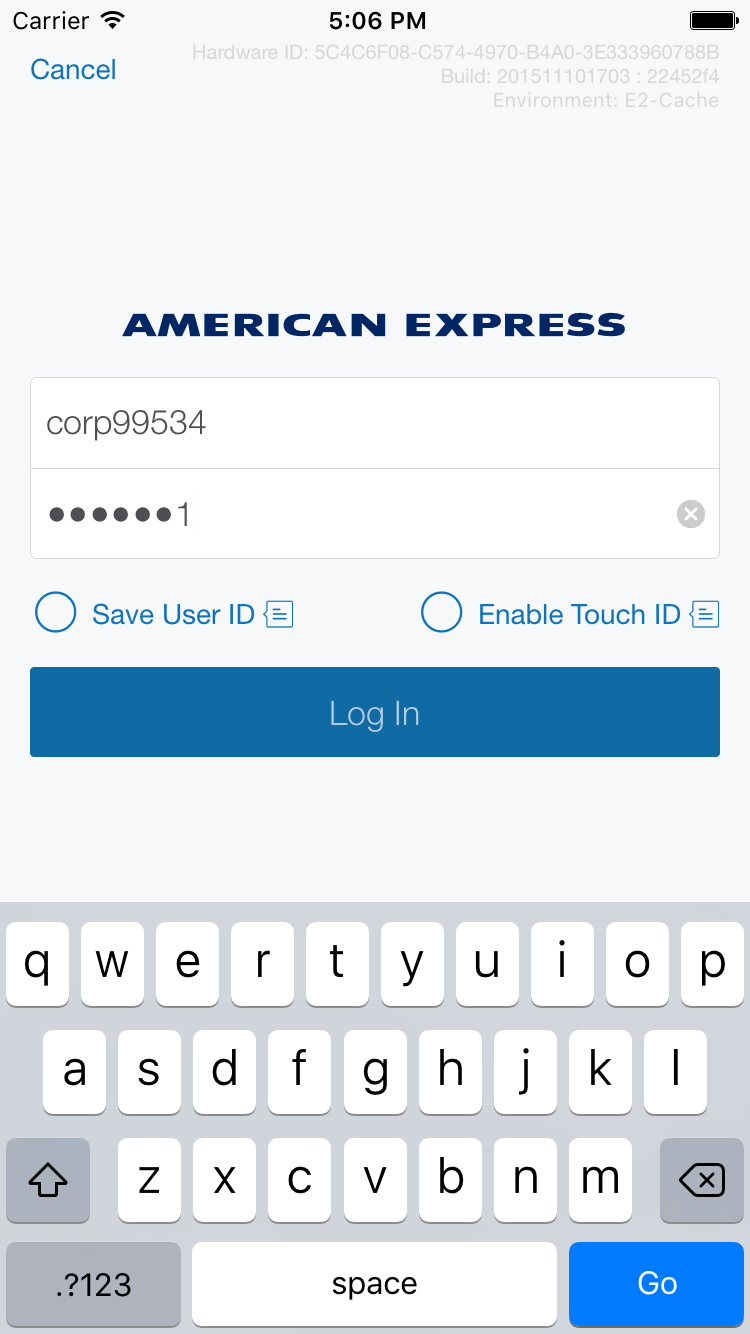 Carrier 5:06 PM
Hardware ID: 5C4C6F08-C574-4970-B4A0-3E333960788B
Cancel
Build: 201511101703 : 22452f4
Environment: E2-Cache
AMERICAN EXPRESS
corp99534
●●●●●●1
Save User ID Enable Touch ID
Log In
q w e r t y u i o p
a s d f g h j k l
z x c v b n m
.?123 space Go